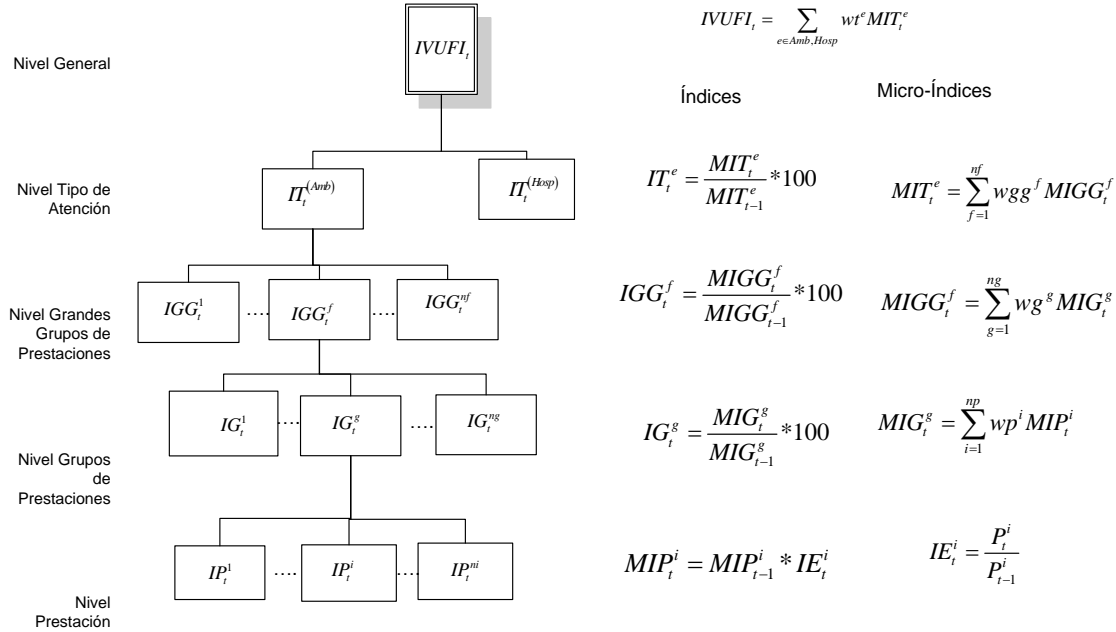 IVUFI_t = ∑_{e∈Amb,Hosp} wt^e MIT_t^e
Nivel General
IVUFI_t
Índices
Micro-Índices
Nivel Tipo de
Atención
IT_t^{(Amb)}
IT_t^{(Hosp)}
IT_t^e = MIT_t^e / MIT_{t-1}^e *100
MIT_t^e = ∑_{f=1}^{nf} wgg^f MIGG_t^f
Nivel Grandes
Grupos de
Prestaciones
IGG_t^1
.....
IGG_t^f
.....
IGG_t^{nf}
IGG_t^f = MIGG_t^f / MIGG_{t-1}^f *100
MIGG_t^f = ∑_{g=1}^{ng} wg^g MIG_t^g
Nivel Grupos
de
Prestaciones
IG_t^1
.....
IG_t^g
.....
IG_t^{ng}
IG_t^g = MIG_t^g / MIG_{t-1}^g *100
MIG_t^g = ∑_{i=1}^{np} wp^i MIP_t^i
Nivel
Prestación
IP_t^1
....
IP_t^i
....
IP_t^{ni}
MIP_t^i = MIP_{t-1}^i * IE_t^i
IE_t^i = P_t^i / P_{t-1}^i